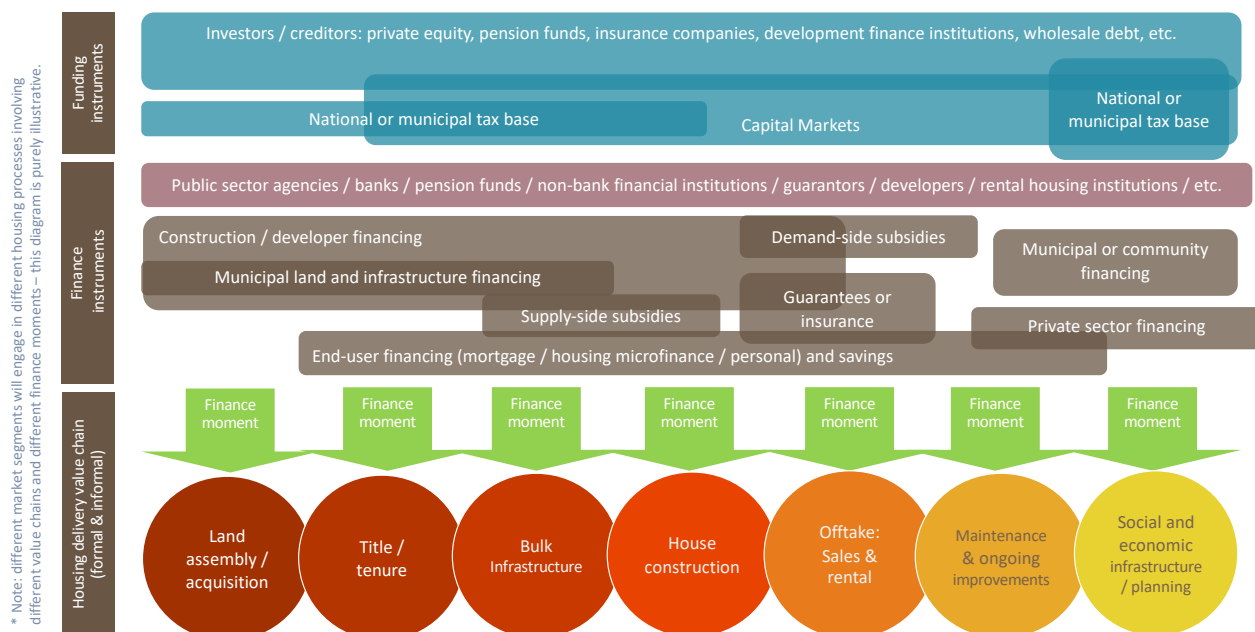 * Note: different market segments will engage in different housing processes involving
different value chains and different finance moments – this diagram is purely illustrative.
Funding
instruments
Investors / creditors: private equity, pension funds, insurance companies, development finance institutions, wholesale debt, etc.
National or municipal tax base
Capital Markets
National or
municipal tax base
Finance
instruments
Public sector agencies / banks / pension funds / non-bank financial institutions / guarantors / developers / rental housing institutions / etc.
Construction / developer financing
Demand-side subsidies
Municipal or community
financing
Municipal land and infrastructure financing
Guarantees or
insurance
Supply-side subsidies
Private sector financing
End-user financing (mortgage / housing microfinance / personal) and savings
Housing delivery value chain
(formal & informal)
Finance
moment
Finance
moment
Finance
moment
Finance
moment
Finance
moment
Finance
moment
Finance
moment
Land
assembly /
acquisition
Title /
tenure
Bulk
Infrastructure
House
construction
Offtake:
Sales &
rental
Maintenance
& ongoing
improvements
Social and
economic
infrastructure
/ planning